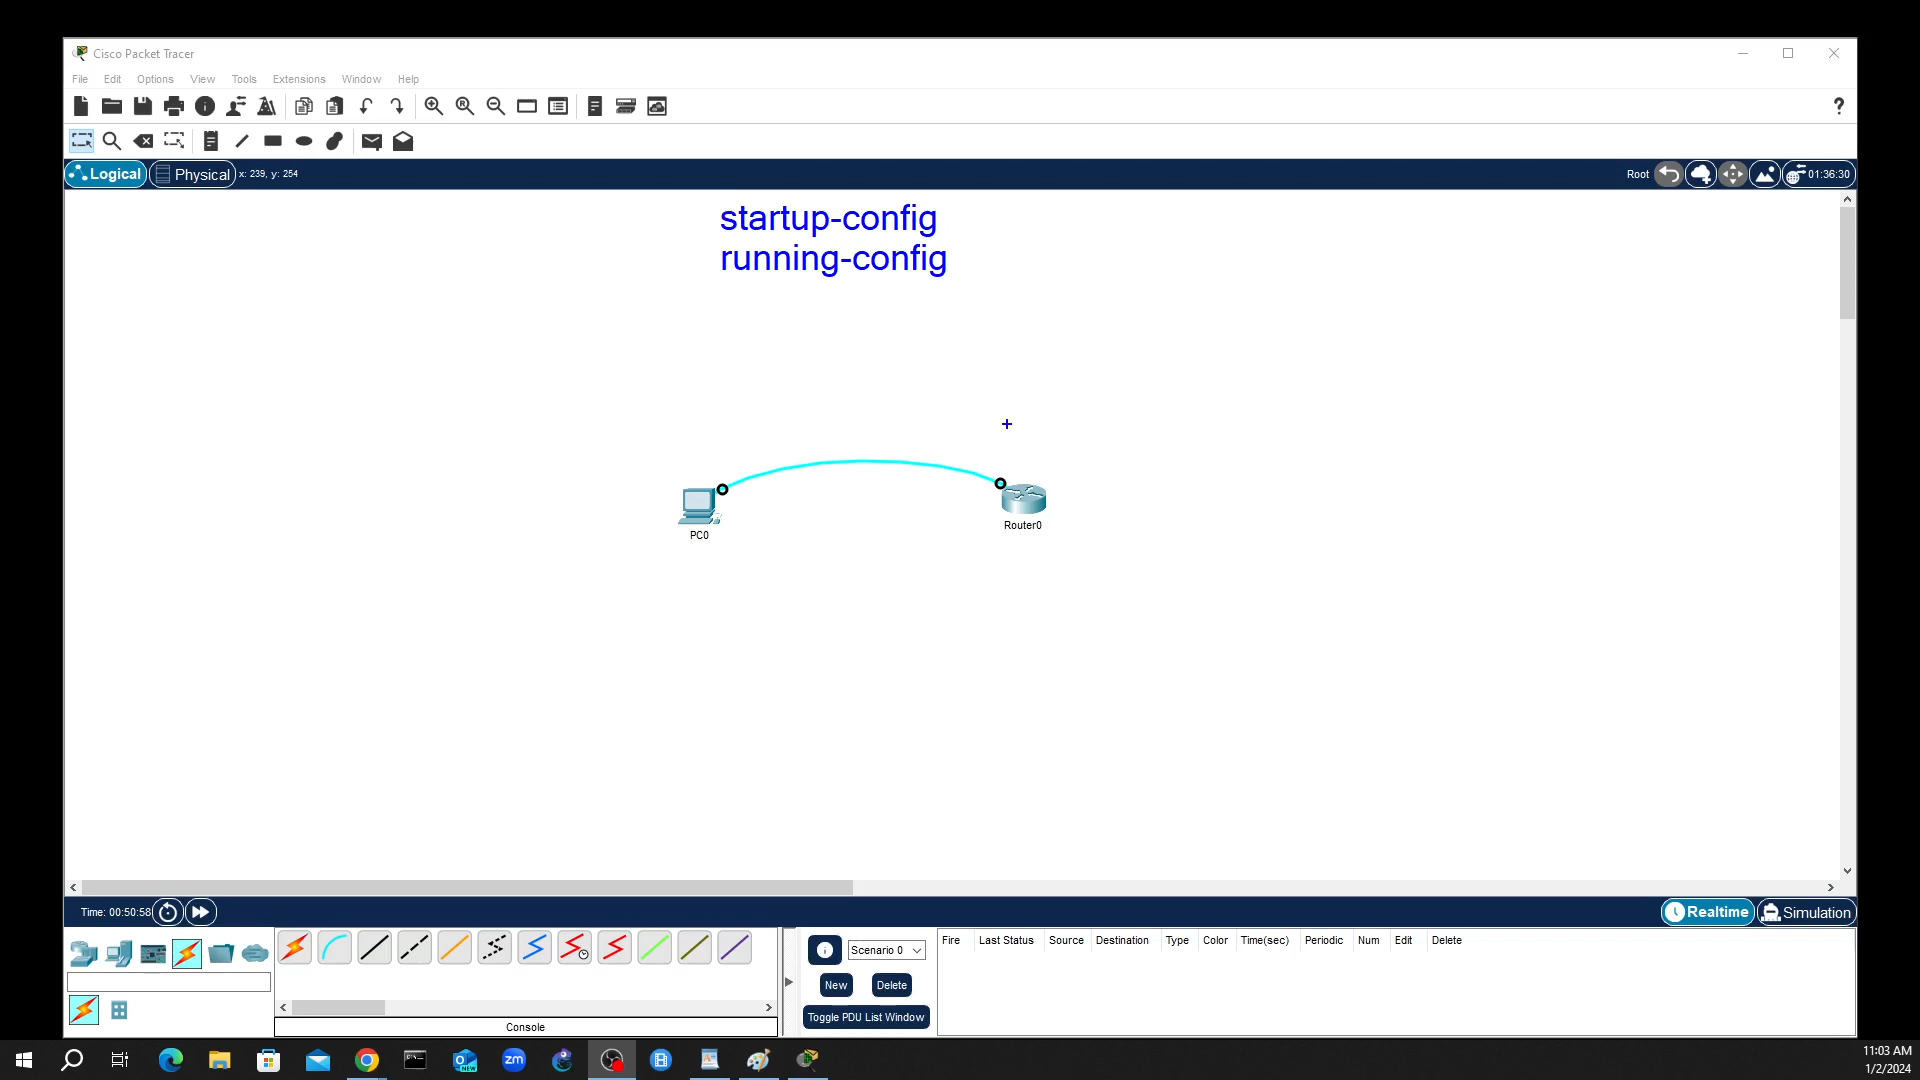 Cisco Packet Tracer
File Edit Options View Tools Extensions Window Help
Logical Physical x: 239, y: 254 Root 01:36:30
startup-config
running-config
PC0
Router0
Time: 00:50:58 Realtime Simulation
Scenario 0 Fire Last Status Source Destination Type Color Time(sec) Periodic Num Edit Delete
New Delete
Toggle PDU List Window
Console
11:03 AM
1/2/2024